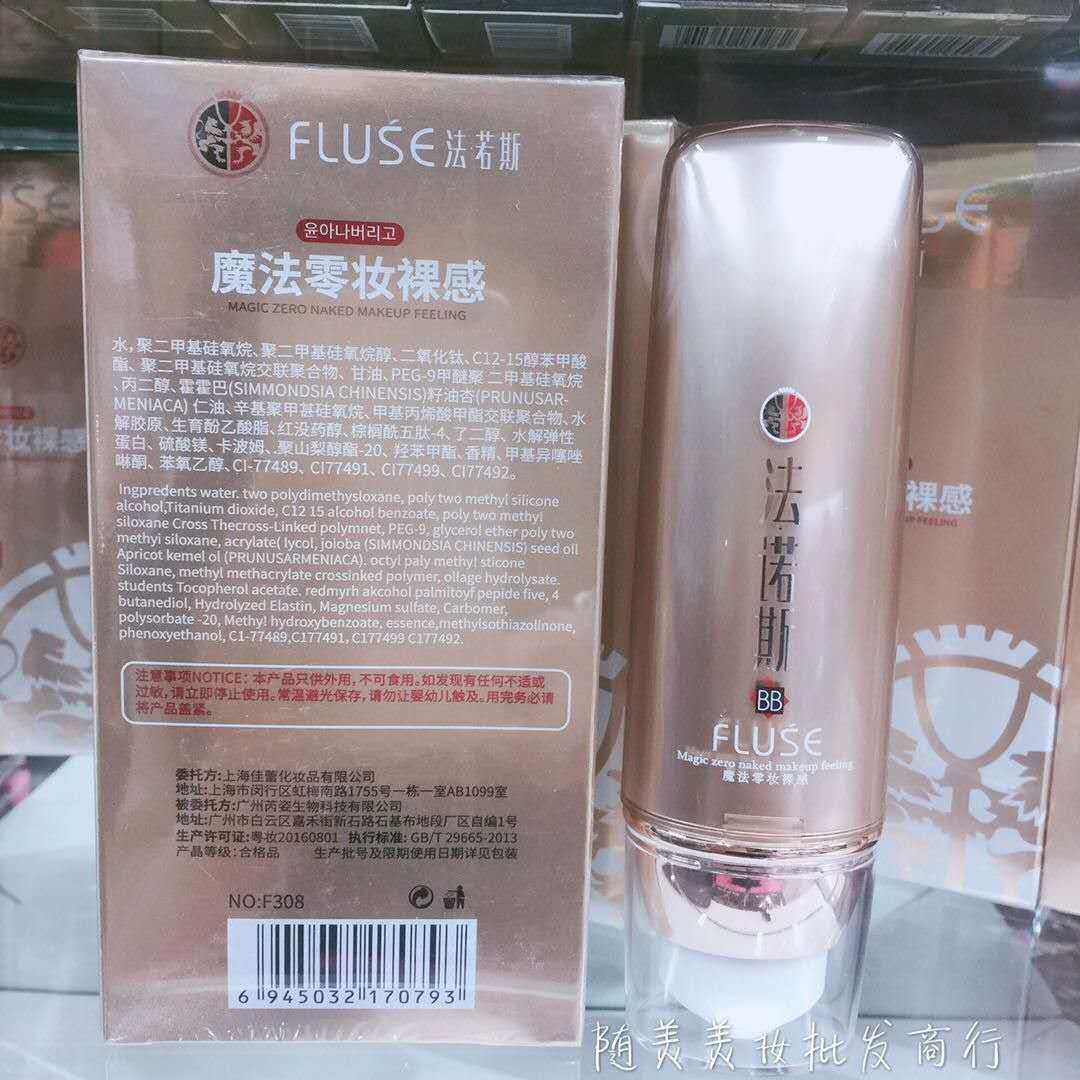 FLUŚE 法若斯
윤아나버리고
魔法零妆裸感
MAGIC ZERO NAKED MAKEUP FEELING
水，聚二甲基硅氧烷、聚二甲基硅氧烷醇、二氧化钛、C12-15醇苯甲酸
酯、聚二甲基硅氧烷交联聚合物、甘油、PEG-9甲醚聚 二甲基硅氧烷
、丙二醇、霍霍巴(SIMMONDSIA CHINENSIS)籽油杏(PRUNUSAR-
MENIACA) 仁油、辛基聚甲甚硅氧烷、甲基丙烯酸甲酯交联聚合物、水
解胶原、生育酚乙酸脂、红没药醇、棕榈酰五肽-4、了二醇、水解弹性
蛋白、硫酸镁、卡波姆、聚山梨醇酯-20、羟苯甲酯、香精、甲基异噻唑
啉酮、苯氧乙醇、CI-77489、CI77491、CI77499、CI77492。
Ingpredents water. two polydimethysloxane, poly two methyl silicone
alcohol,Titanium dioxide, C12 15 alcohol benzoate, poly two methyl
siloxane Cross Thecross-Linked polymnet, PEG-9, glycerol ether poly two
methyi siloxane, acrylate( lycol, joioba (SIMMONDSIA CHINENSIS) seed oil
Apricot kemel ol (PRUNUSARMENIACA). octyl paly methyl sticone
Siloxane, methyl methacrylate crossinked polymer, ollage hydrolysate.
students Tocopherol acetate. redmyrh akcohol palmitoyf pepide five, 4
butanediol, Hydrolyzed Elastin, Magnesium sulfate, Carbomer,
polysorbate -20, Methyl hydroxybenzoate, essence,methylsothiazolinone,
phenoxyethanol, C1-77489,C177491, C177499 C177492.
注意事项NOTICE：本产品只供外用，不可食用。如发现有任何不适或
过敏，请立即停止使用。常温避光保存，请勿让婴幼儿触及。用完务必请
将产品盖紧。
委托方:上海佳蕾化妆品有限公司
地址:上海市闵行区虹梅南路1755号一栋一室AB1099室
被委托方:广州芮姿生物科技有限公司
地址:广州市白云区嘉禾街新石路石基布地段厂区自编1号
生产许可证:粤妆20160801 执行标准: GB/T 29665-2013
产品等级:合格品 生产批号及限期使用日期详见包装
NO:F308
6 945032 170793
法若斯
BB
FLUŚE
Magic zero naked makeup feeling
魔法零妆裸感
裸感
随美美妆批发商行